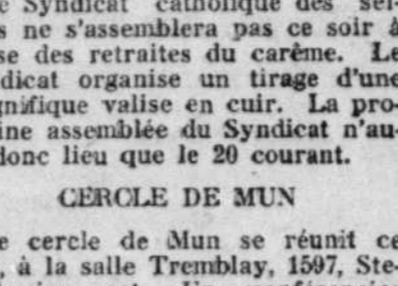 Syndicat catholique des sei-
s ne s'assemblera pas ce soir à
se des retraites du carême. Le
dicat organise un tirage d'une
gnifique valise en cuir. La pro-
ine assemblée du Syndicat n'au-
donc lieu que le 20 courant.
CERCLE DE MUN
e cercle de Mun se réunit ce
, à la salle Tremblay, 1597, Ste-